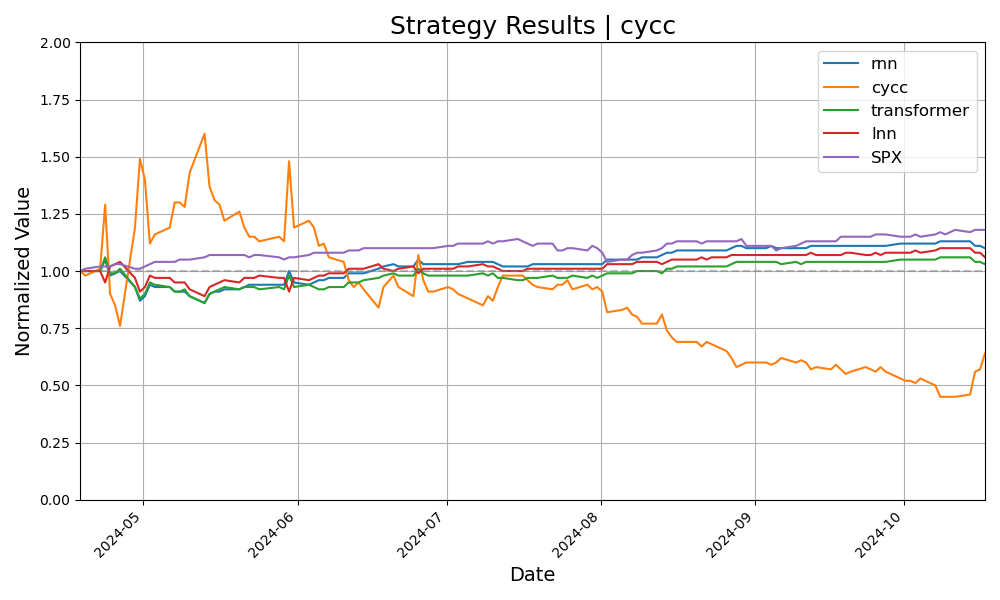 Strategy Results | cycc
Normalized Value
2.00
1.75
1.50
1.25
1.00
0.75
0.50
0.25
0.00
rnn
cycc
transformer
lnn
SPX
2024-05
2024-06
2024-07
2024-08
2024-09
2024-10
Date